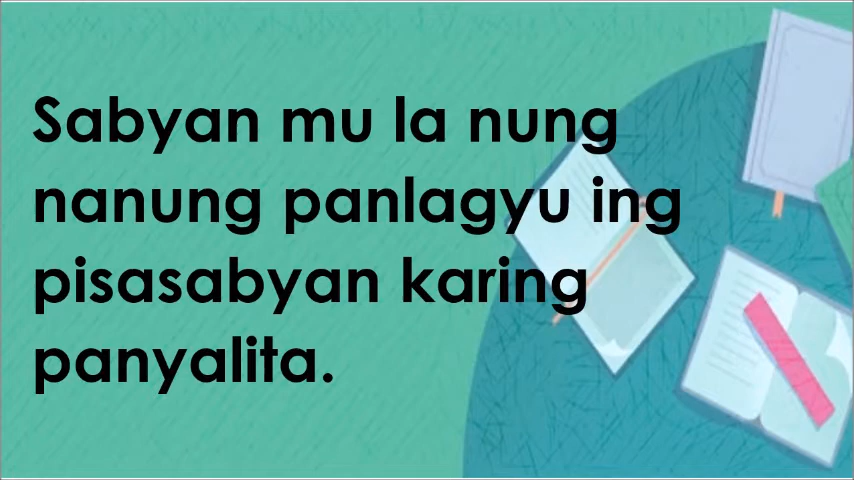 Sabyan mu la nung
nanung panlagyu ing
pisasabyan karing
panyalita.